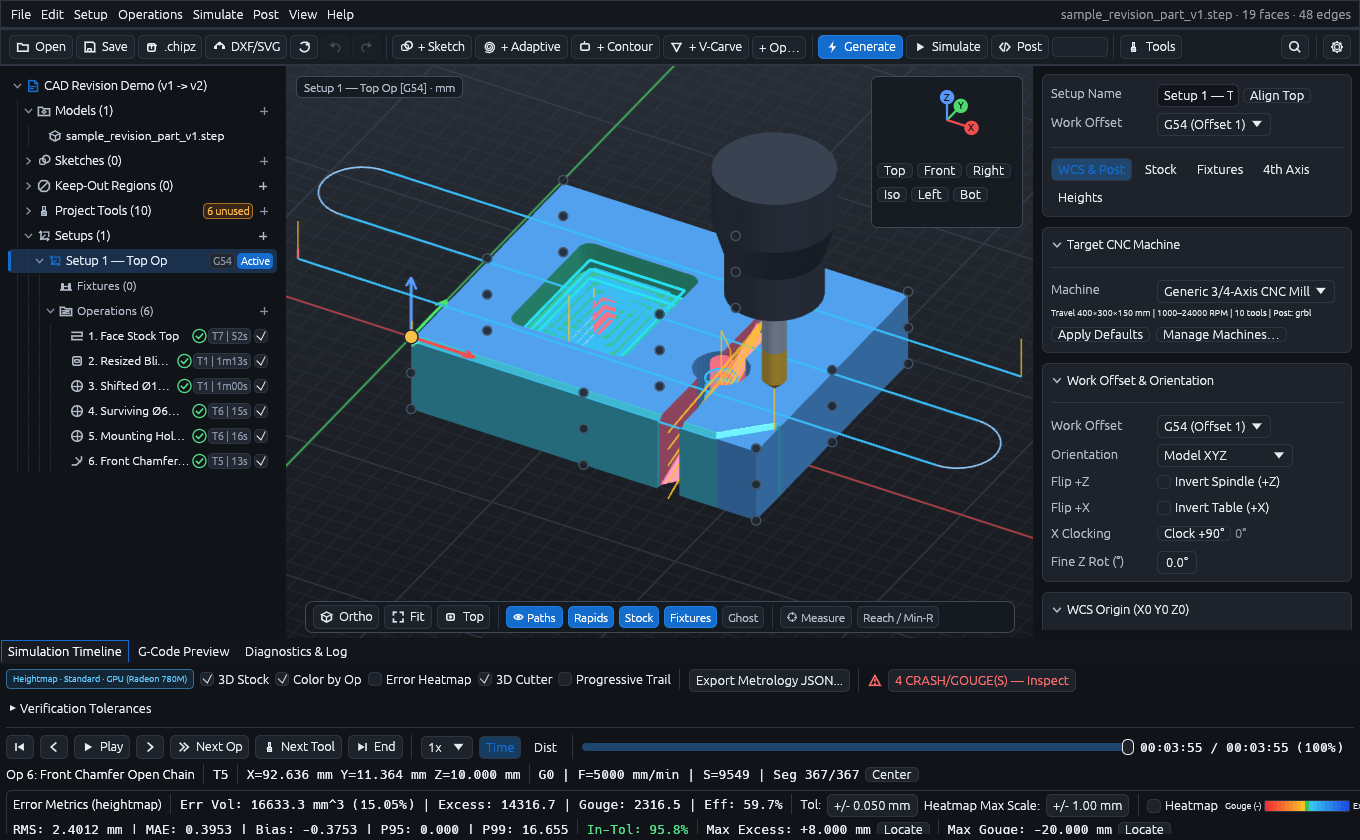 File Edit Setup Operations Simulate Post View Help
sample_revision_part_v1.step · 19 faces · 48 edges
Open Save .chipz DXF/SVG + Sketch + Adaptive + Contour + V-Carve + Op… Generate Simulate Post Tools
CAD Revision Demo (v1 -> v2)
Models (1)
sample_revision_part_v1.step
Sketches (0)
Keep-Out Regions (0)
Project Tools (10) 6 unused
Setups (1)
Setup 1 — Top Op G54 Active
Fixtures (0)
Operations (6)
1. Face Stock Top T7 | 52s
2. Resized Bli… T1 | 1m13s
3. Shifted Ø1… T1 | 1m00s
4. Surviving Ø6… T6 | 15s
5. Mounting Hol… T6 | 16s
6. Front Chamfer… T5 | 13s
Setup 1 — Top Op [G54] · mm
Z
Y
X
Top Front Right
Iso Left Bot
Ortho Fit Top Paths Rapids Stock Fixtures Ghost Measure Reach / Min-R
Setup Name Setup 1 — T Align Top
Work Offset G54 (Offset 1)
WCS & Post Stock Fixtures 4th Axis
Heights
Target CNC Machine
Machine Generic 3/4-Axis CNC Mill
Travel 400×300×150 mm | 1000–24000 RPM | 10 tools | Post: grbl
Apply Defaults Manage Machines…
Work Offset & Orientation
Work Offset G54 (Offset 1)
Orientation Model XYZ
Flip +Z Invert Spindle (+Z)
Flip +X Invert Table (+X)
X Clocking Clock +90° 0°
Fine Z Rot (°) 0.0°
WCS Origin (X0 Y0 Z0)
Simulation Timeline G-Code Preview Diagnostics & Log
Heightmap · Standard · GPU (Radeon 780M) 3D Stock Color by Op Error Heatmap 3D Cutter Progressive Trail Export Metrology JSON… 4 CRASH/GOUGE(S) — Inspect
Verification Tolerances
Play Next Op Next Tool End 1x Time Dist 00:03:55 / 00:03:55 (100%)
Op 6: Front Chamfer Open Chain T5 X=92.636 mm Y=11.364 mm Z=10.000 mm G0 | F=5000 mm/min | S=9549 | Seg 367/367 Center
Error Metrics (heightmap) Err Vol: 16633.3 mm^3 (15.05%) | Excess: 14316.7 | Gouge: 2316.5 | Eff: 59.7% Tol: +/- 0.050 mm Heatmap Max Scale: +/- 1.00 mm Heatmap Gouge (-)
RMS: 2.4012 mm | MAE: 0.3953 | Bias: -0.3753 | P95: 0.000 | P99: 16.655 In-Tol: 95.8% Max Excess: +8.000 mm Locate Max Gouge: -20.000 mm Locate